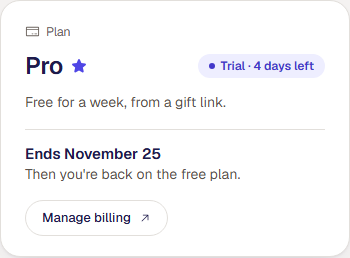 Plan
Pro
Trial · 4 days left
Free for a week, from a gift link.
Ends November 25
Then you're back on the free plan.
Manage billing